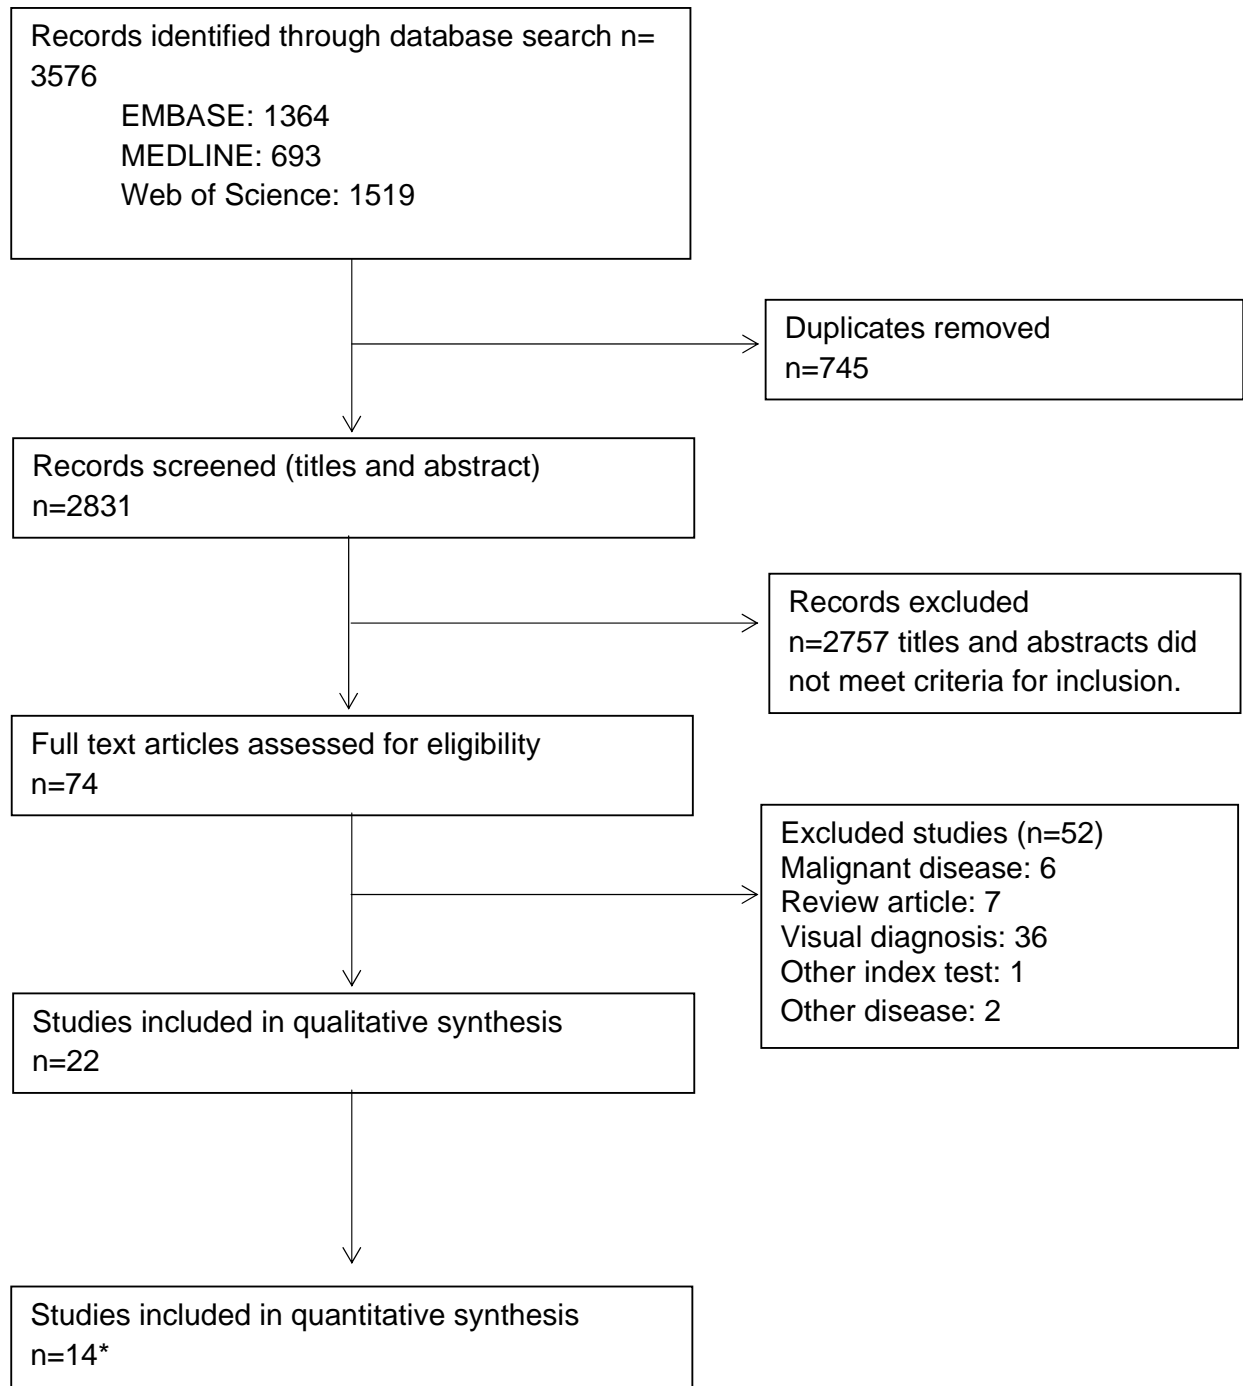 Records identified through database search n=
3576
EMBASE: 1364
MEDLINE: 693
Web of Science: 1519
Duplicates removed
n=745
Records screened (titles and abstract)
n=2831
Records excluded
n=2757 titles and abstracts did
not meet criteria for inclusion.
Full text articles assessed for eligibility
n=74
Excluded studies (n=52)
Malignant disease: 6
Review article: 7
Visual diagnosis: 36
Other index test: 1
Other disease: 2
Studies included in qualitative synthesis
n=22
Studies included in quantitative synthesis
n=14*